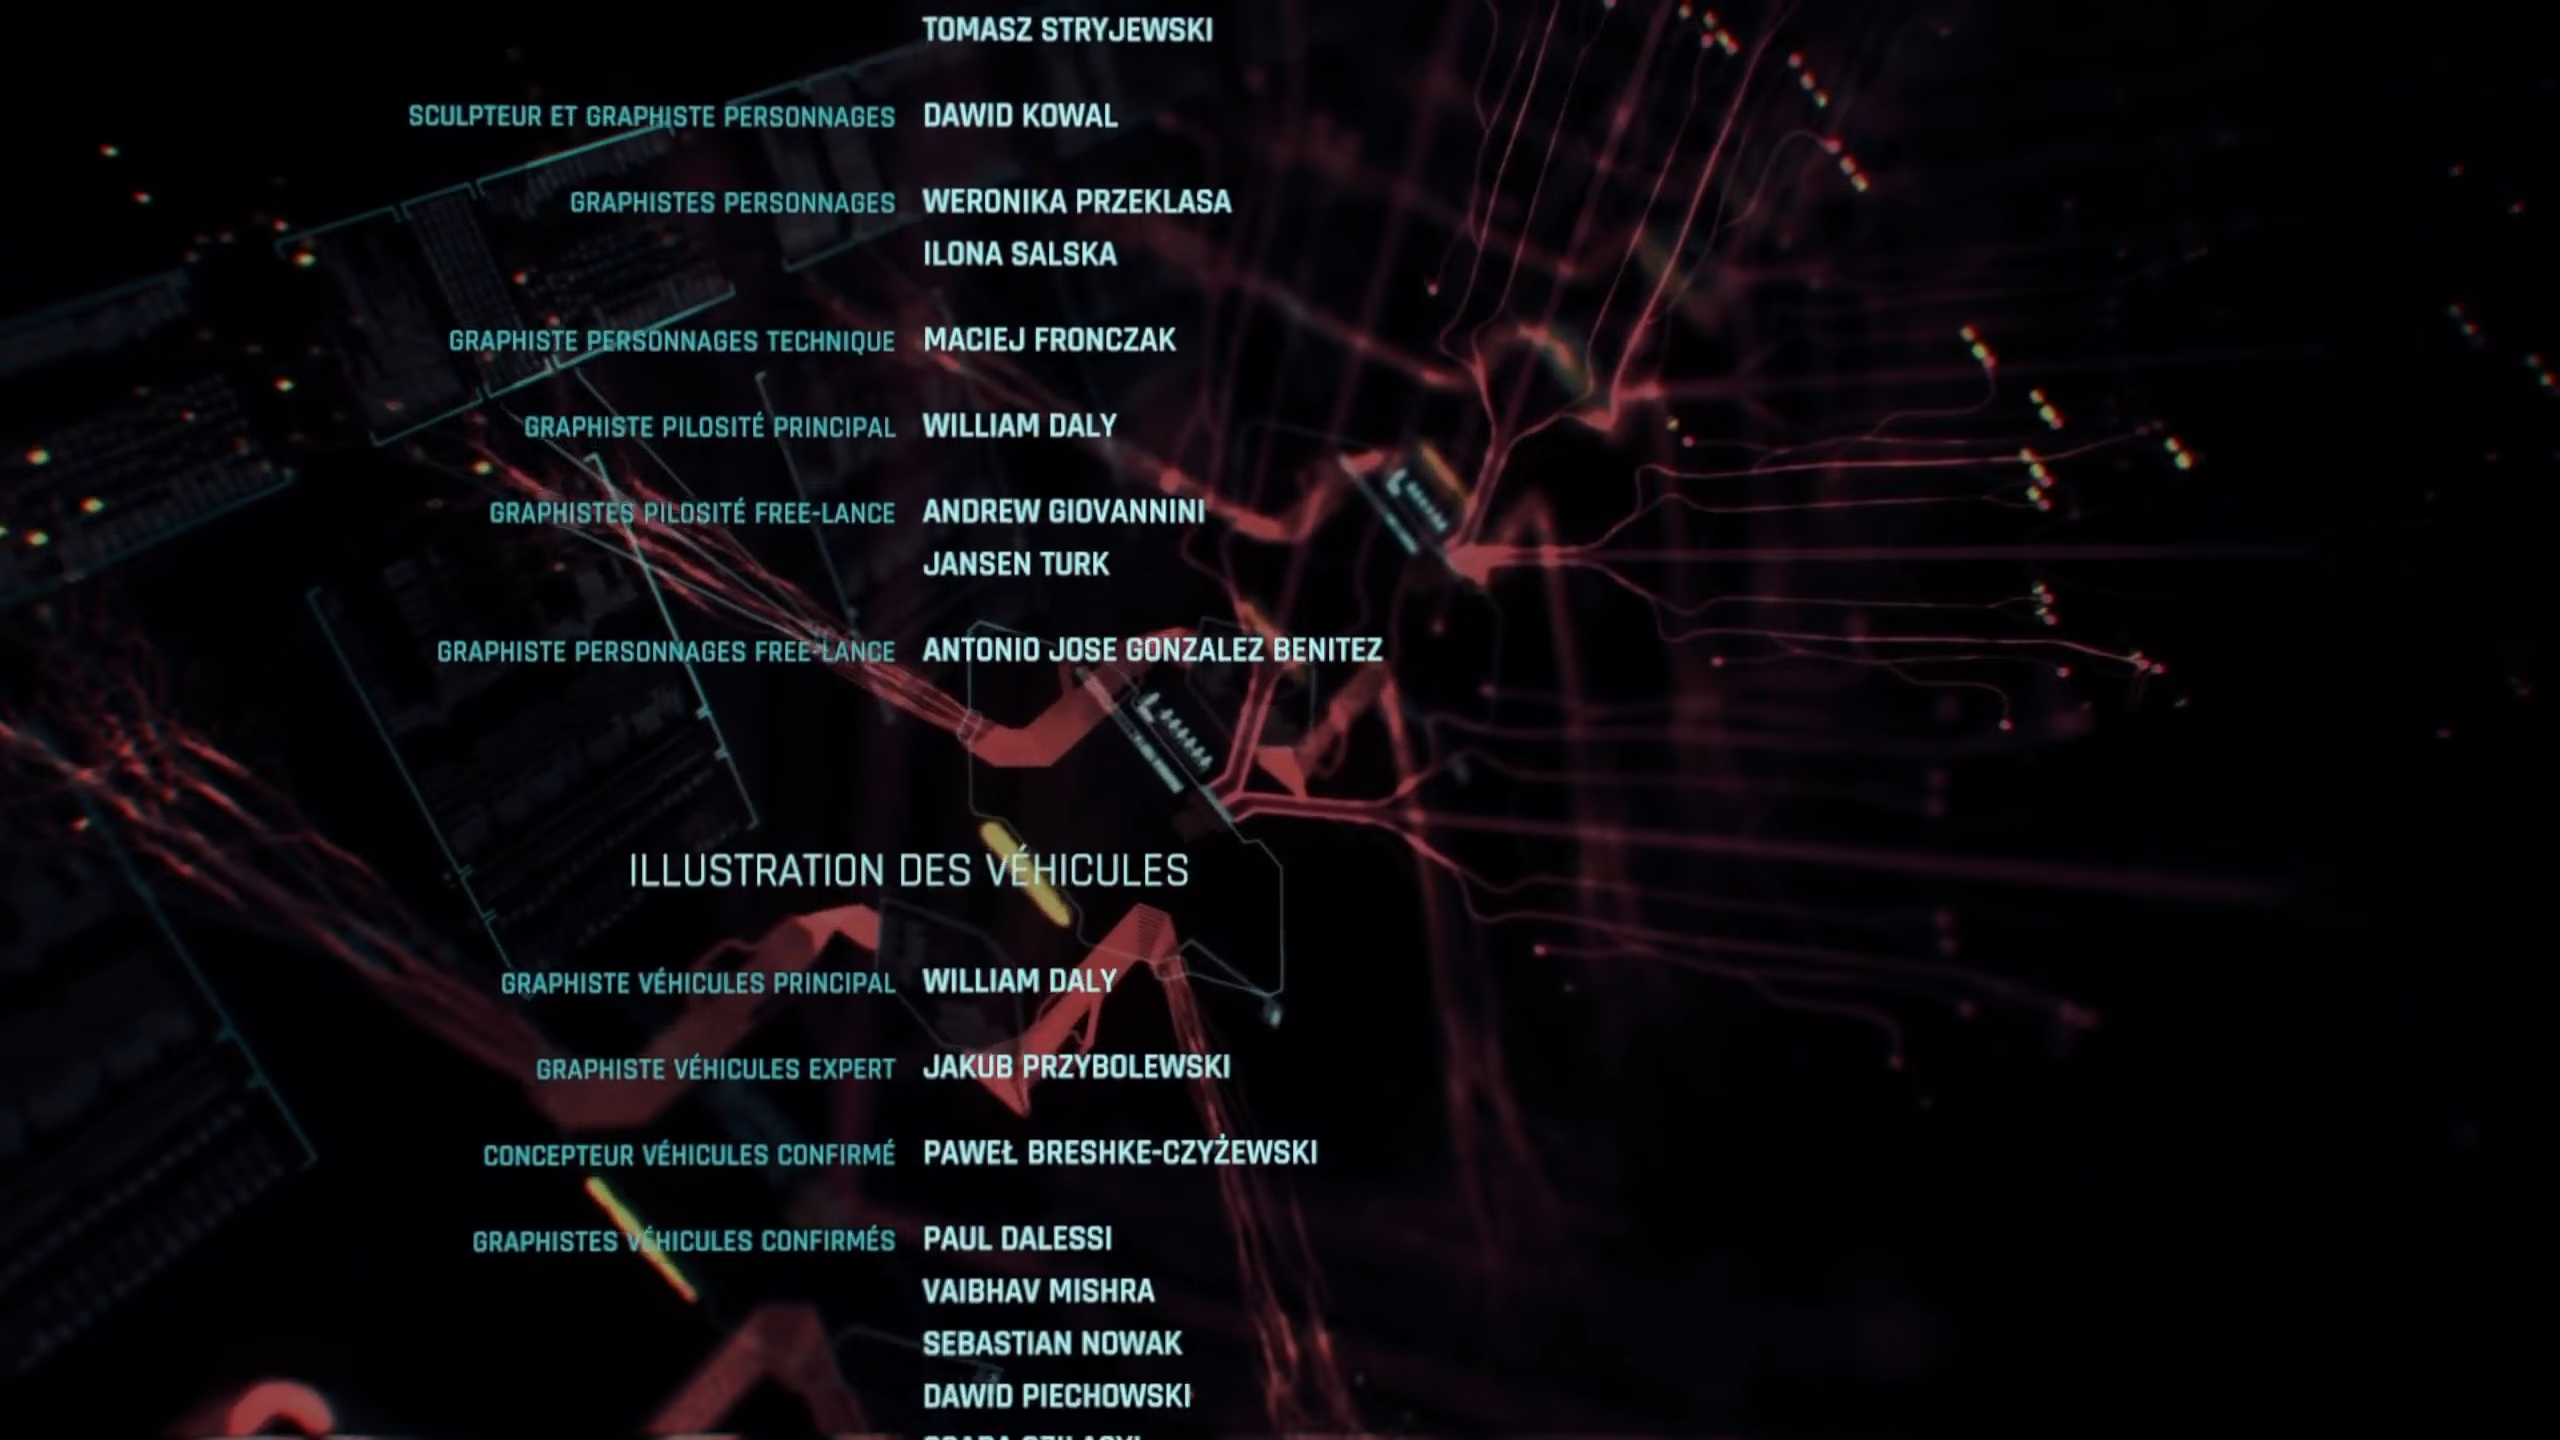 TOMASZ STRYJEWSKI
SCULPTEUR ET GRAPHISTE PERSONNAGES DAWID KOWAL
GRAPHISTES PERSONNAGES WERONIKA PRZEKLASA
ILONA SALSKA
GRAPHISTE PERSONNAGES TECHNIQUE MACIEJ FRONCZAK
GRAPHISTE PILOSITÉ PRINCIPAL WILLIAM DALY
GRAPHISTES PILOSITÉ FREE-LANCE ANDREW GIOVANNINI
JANSEN TURK
GRAPHISTE PERSONNAGES FREE-LANCE ANTONIO JOSE GONZALEZ BENITEZ
ILLUSTRATION DES VÉHICULES
GRAPHISTE VÉHICULES PRINCIPAL WILLIAM DALY
GRAPHISTE VÉHICULES EXPERT JAKUB PRZYBOLEWSKI
CONCEPTEUR VÉHICULES CONFIRMÉ PAWEŁ BRESHKE-CZYŻEWSKI
GRAPHISTES VÉHICULES CONFIRMÉS PAUL DALESSI
VAIBHAV MISHRA
SEBASTIAN NOWAK
DAWID PIECHOWSKI